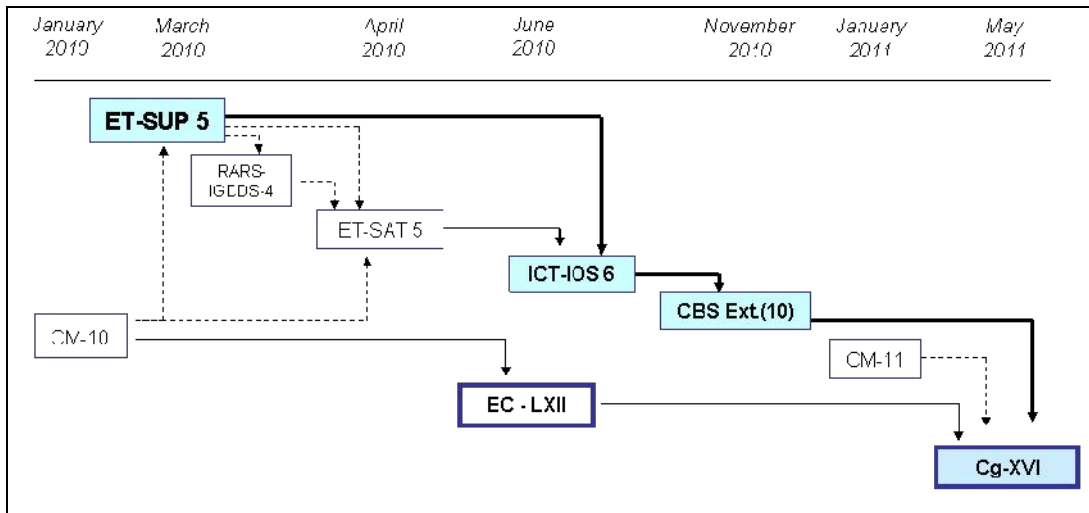 January March April June November January May
2010 2010 2010 2010 2010 2011 2011
ET-SUP 5
RARS-
IGDDS-4
ET-SAT 5
ICT-IOS 6
CBS Ext.(10)
CM-10
CM-11
EC - LXII
Cg-XVI